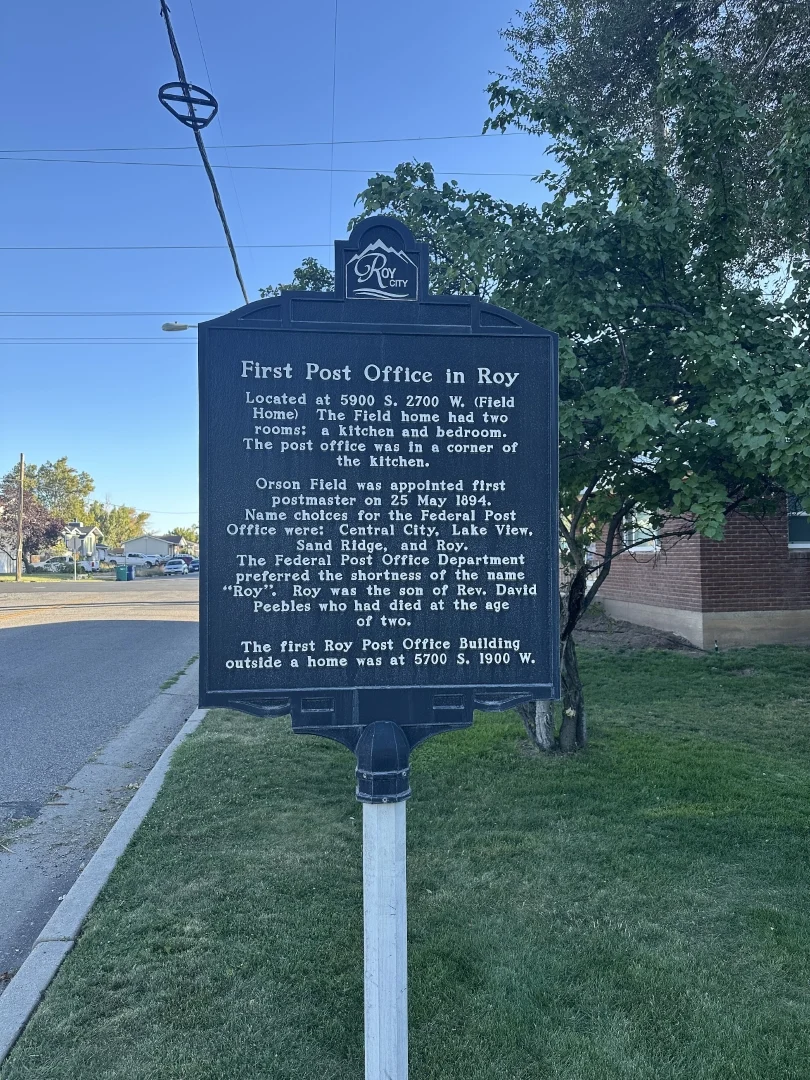 Roy
CITY
First Post Office in Roy
Located at 5900 S. 2700 W. (Field
Home) The Field home had two
rooms: a kitchen and bedroom.
The post office was in a corner of
the kitchen.
Orson Field was appointed first
postmaster on 25 May 1894.
Name choices for the Federal Post
Office were: Central City, Lake View,
Sand Ridge, and Roy.
The Federal Post Office Department
preferred the shortness of the name
“Roy”. Roy was the son of Rev. David
Peebles who had died at the age
of two.
The first Roy Post Office Building
outside a home was at 5700 S. 1900 W.